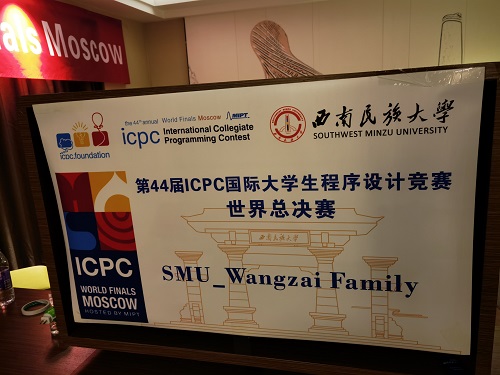 nals Moscow
icpc.foundation
the 44th annual World Finals Moscow MIPT
icpc International Collegiate
Programming Contest
西南民族大學
SOUTHWEST MINZU UNIVERSITY
第44届ICPC国际大学生程序设计竞赛
世界总决赛
西南民族大学
SMU_Wangzai Family
ICPC
WORLD FINALS
MOSCOW
HOSTED BY MIPT